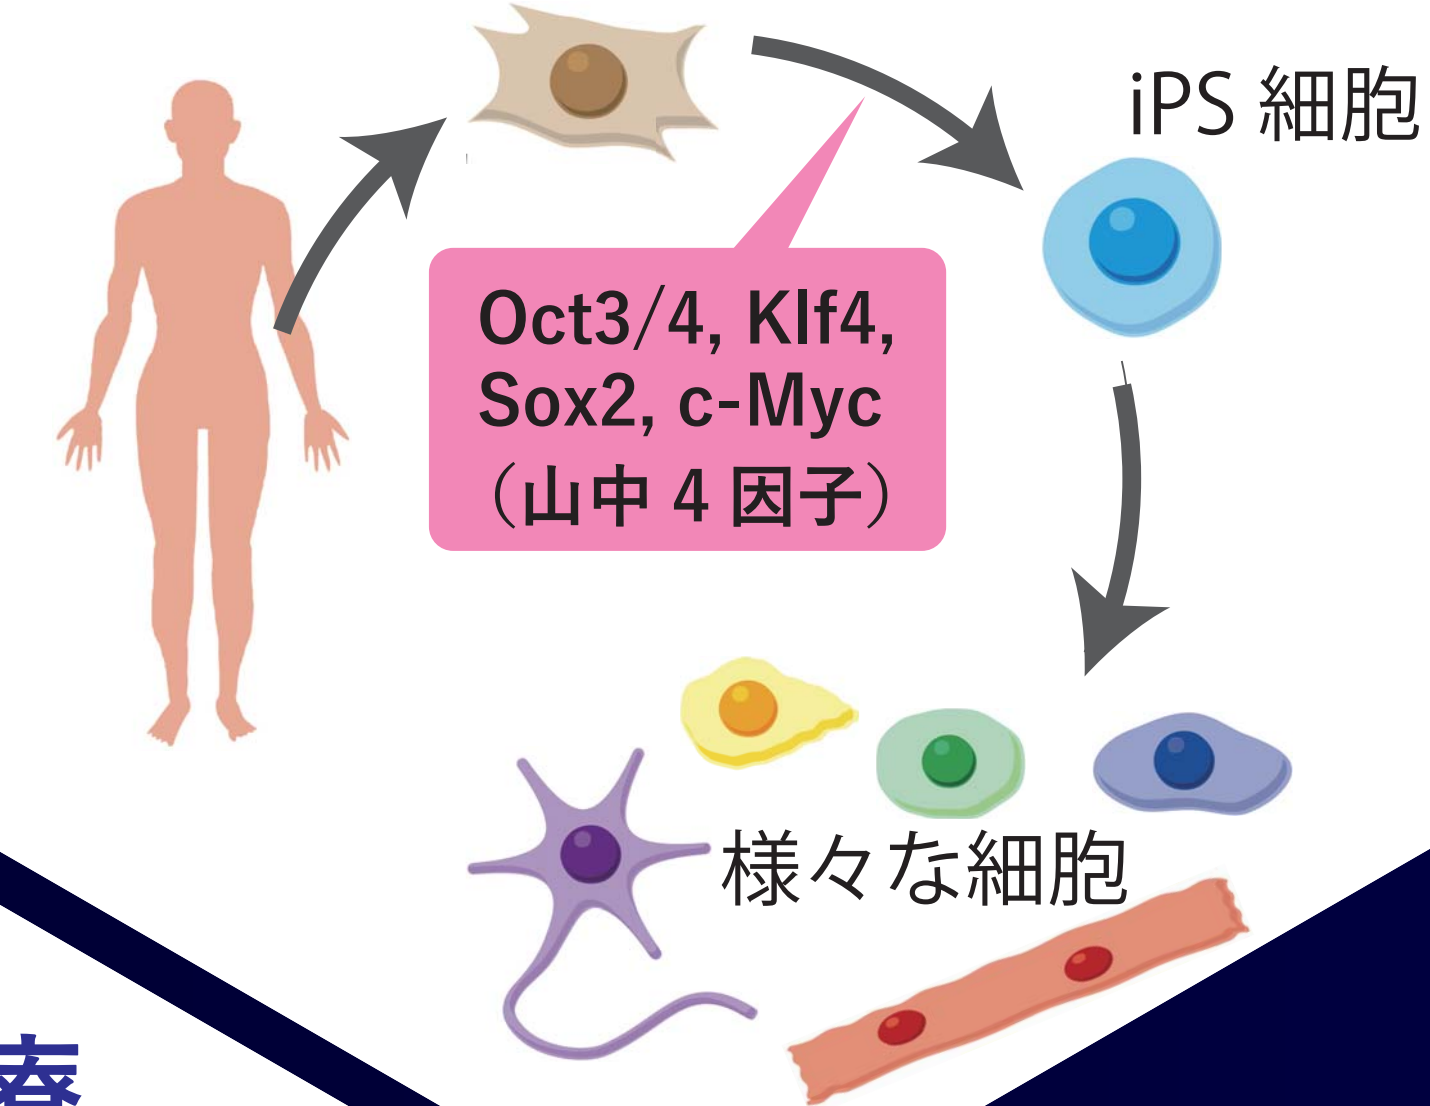 iPS 細胞
Oct3/4, Klf4,
Sox2, c-Myc
（山中 4 因子）
様々な細胞